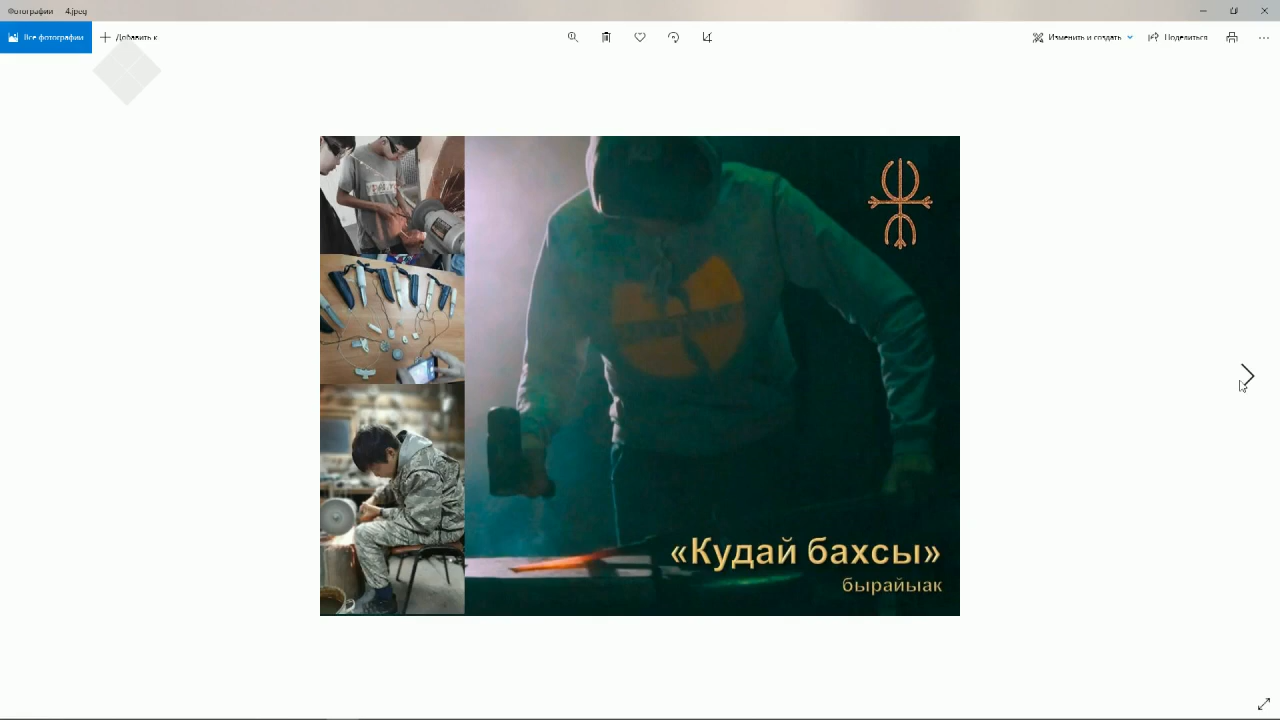 Фотографии - 4.jpeg
Все фотографии
Добавить к
Изменить и создать
Поделиться
«Кудай бахсы»
бырайыак